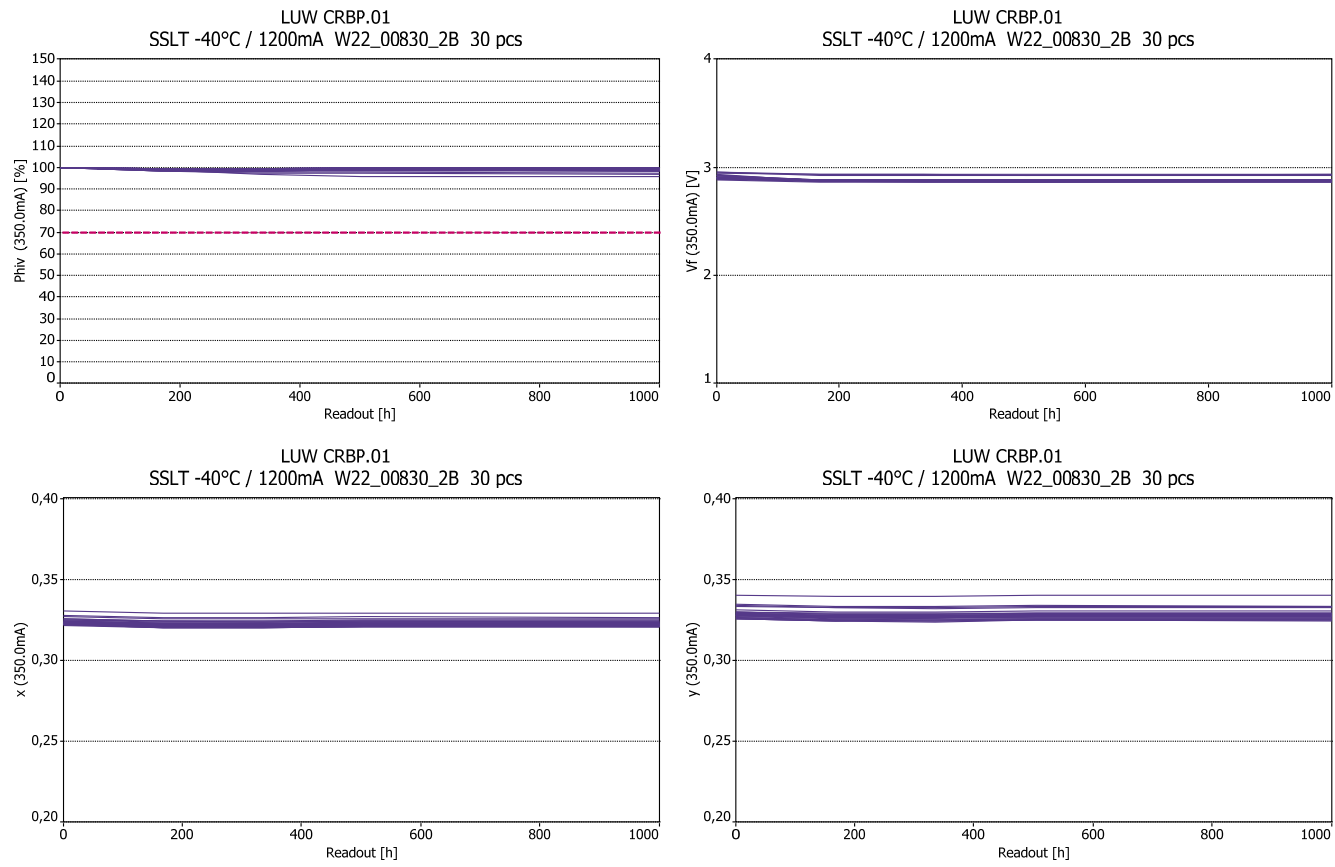 LUW CRBP.01
SSLT -40°C / 1200mA  W22_00830_2B  30 pcs
150
140
130
120
110
100
90
80
70
60
50
40
30
20
10
0
Phiv (350.0mA) [%]
0 200 400 600 800 1000
Readout [h]
LUW CRBP.01
SSLT -40°C / 1200mA  W22_00830_2B  30 pcs
4
3
2
1
Vf (350.0mA) [V]
0 200 400 600 800 1000
Readout [h]
LUW CRBP.01
SSLT -40°C / 1200mA  W22_00830_2B  30 pcs
0,40
0,35
0,30
0,25
0,20
x (350.0mA)
0 200 400 600 800 1000
Readout [h]
LUW CRBP.01
SSLT -40°C / 1200mA  W22_00830_2B  30 pcs
0,40
0,35
0,30
0,25
0,20
y (350.0mA)
0 200 400 600 800 1000
Readout [h]